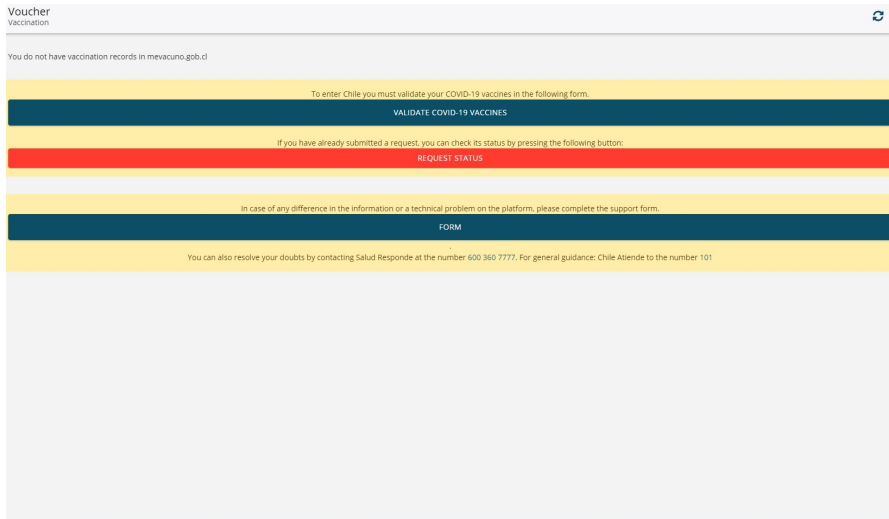 Voucher
Vaccination
You do not have vaccination records in mevacuno.gob.cl
To enter Chile you must validate your COVID-19 vaccines in the following form.
VALIDATE COVID-19 VACCINES
If you have already submitted a request, you can check its status by pressing the following button:
REQUEST STATUS
In case of any difference in the information or a technical problem on the platform, please complete the support form.
FORM
.
You can also resolve your doubts by contacting Salud Responde at the number 600 360 7777. For general guidance: Chile Atiende to the number 101